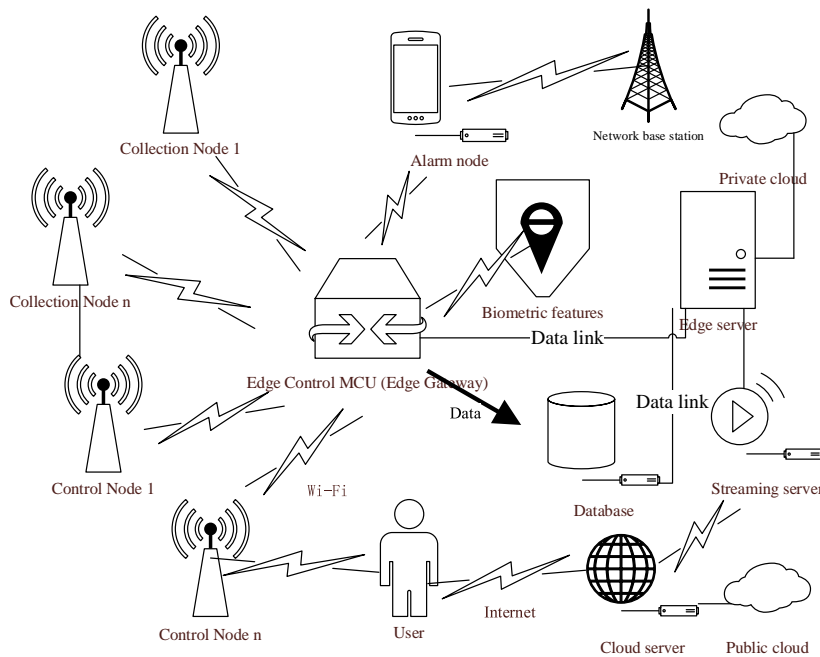 Collection Node 1
Alarm node
Network base station
Private cloud
Collection Node n
Biometric features
Edge server
Data link
Edge Control MCU (Edge Gateway)
Data link
Data
Control Node 1
Wi-Fi
Database
Streaming server
Control Node n
User
Internet
Cloud server
Public cloud